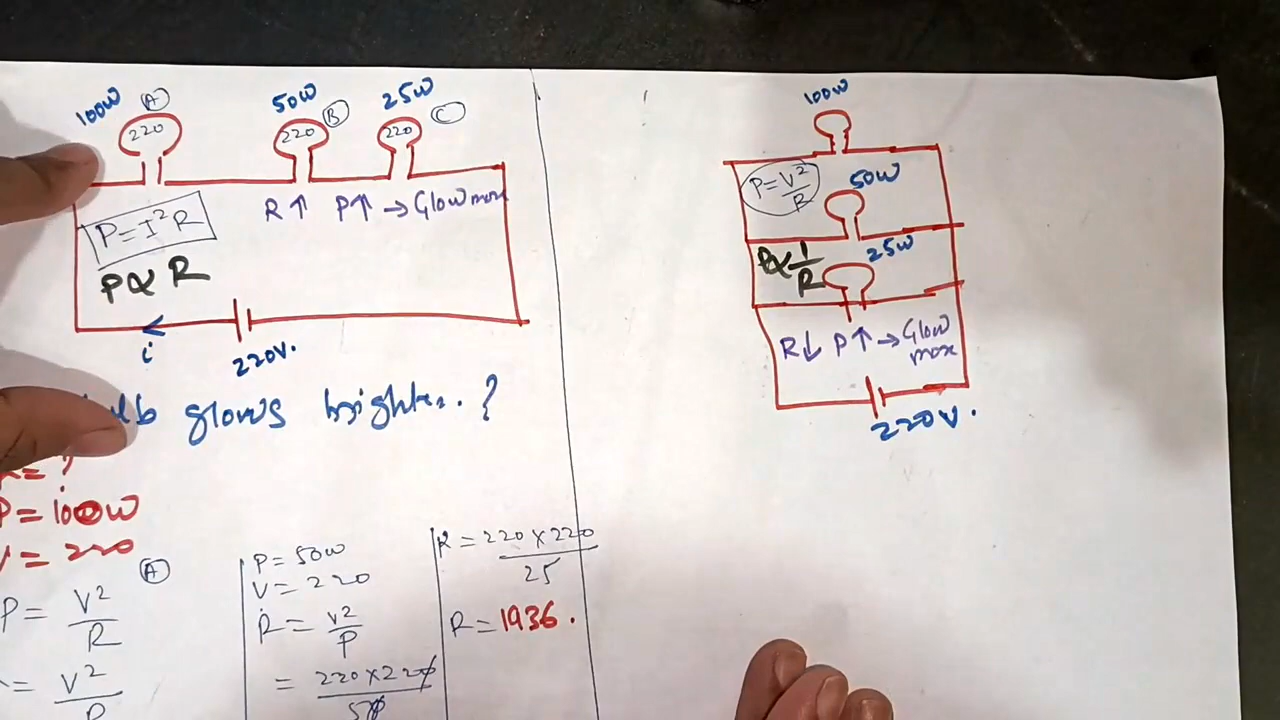 100W A
220
50W
220 B
25W
220 C
P=I²R
R↑ P↑ → Glow max
P∝R
i
220V.
glows brighter. ?
= ?
P= 100W
V= 220
A
P= V²/R
= V²/P
P= 50W
V= 220
R= V²/P
= 220×220/50
R= 220×220/25
R= 1936.
100W
P=V²/R
50W
P∝1/R
25W
R↓ P↑ → Glow max
220V.